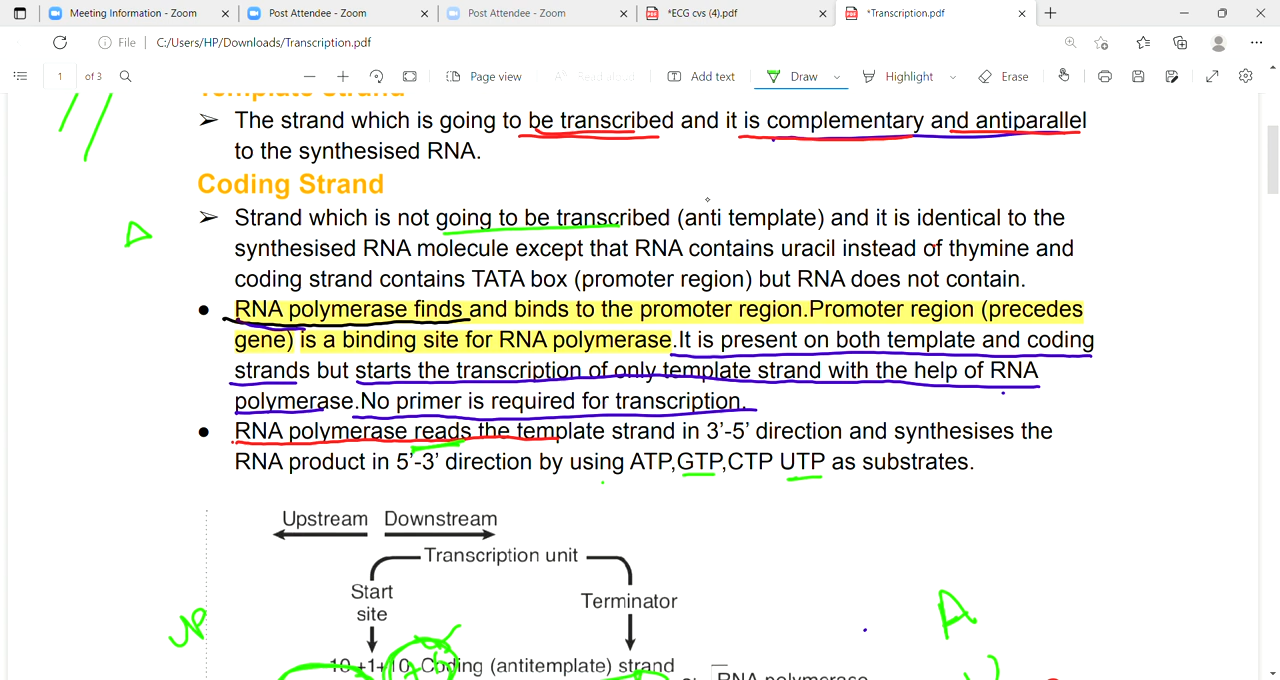 Meeting Information - Zoom
Post Attendee - Zoom
Post Attendee - Zoom
*ECG cvs (4).pdf
*Transcription.pdf
File
C:/Users/HP/Downloads/Transcription.pdf
1 of 3
Page view
Read aloud
Add text
Draw
Highlight
Erase
Template Strand
➢ The strand which is going to be transcribed and it is complementary and antiparallel
to the synthesised RNA.
Coding Strand
➢ Strand which is not going to be transcribed (anti template) and it is identical to the
synthesised RNA molecule except that RNA contains uracil instead of thymine and
coding strand contains TATA box (promoter region) but RNA does not contain.
● RNA polymerase finds and binds to the promoter region.Promoter region (precedes
gene) is a binding site for RNA polymerase.It is present on both template and coding
strands but starts the transcription of only template strand with the help of RNA
polymerase.No primer is required for transcription.
● RNA polymerase reads the template strand in 3’-5’ direction and synthesises the
RNA product in 5’-3’ direction by using ATP,GTP,CTP UTP as substrates.
Upstream Downstream
Transcription unit
Start
site
Terminator
UP
A
10 +1+10 Coding (antitemplate) strand
RNA polymerase